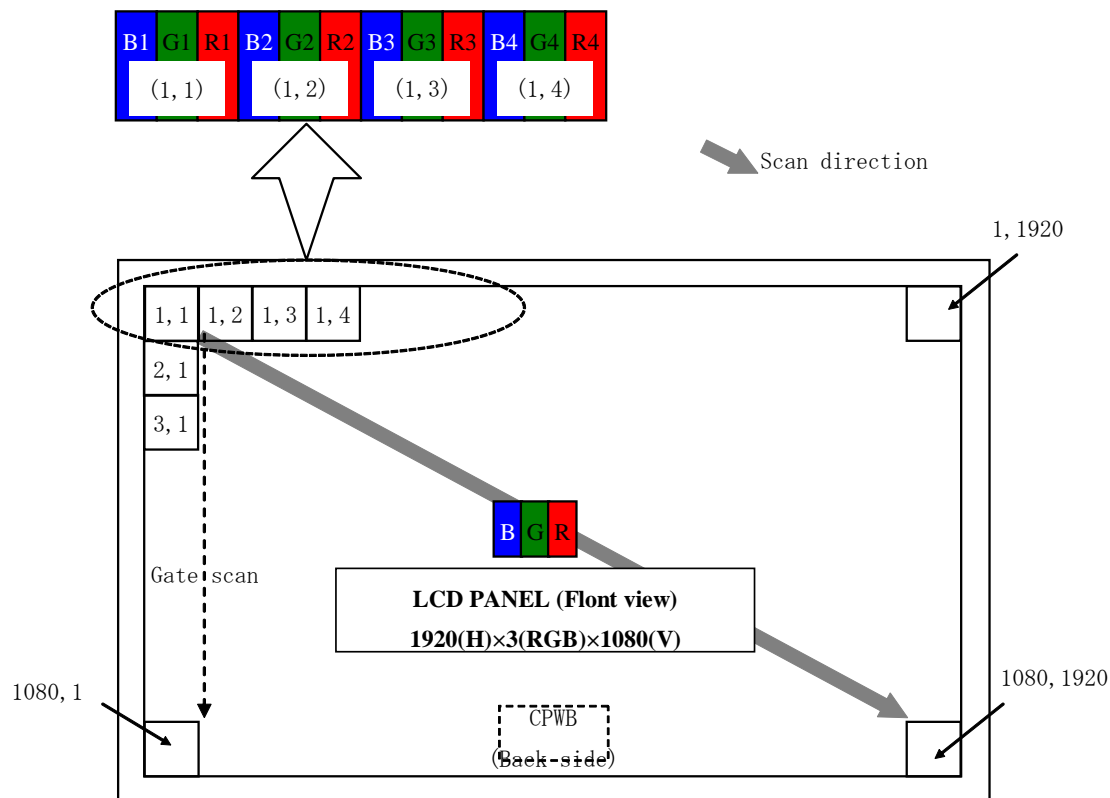 B1 G1 R1 B2 G2 R2 B3 G3 R3 B4 G4 R4
(1,1) (1,2) (1,3) (1,4)
Scan direction
1,1920
1,1 1,2 1,3 1,4
2,1
3,1
B G R
Gate scan
LCD PANEL (Flont view)
1920(H)×3(RGB)×1080(V)
1080,1
1080,1920
CPWB
(Back-side)